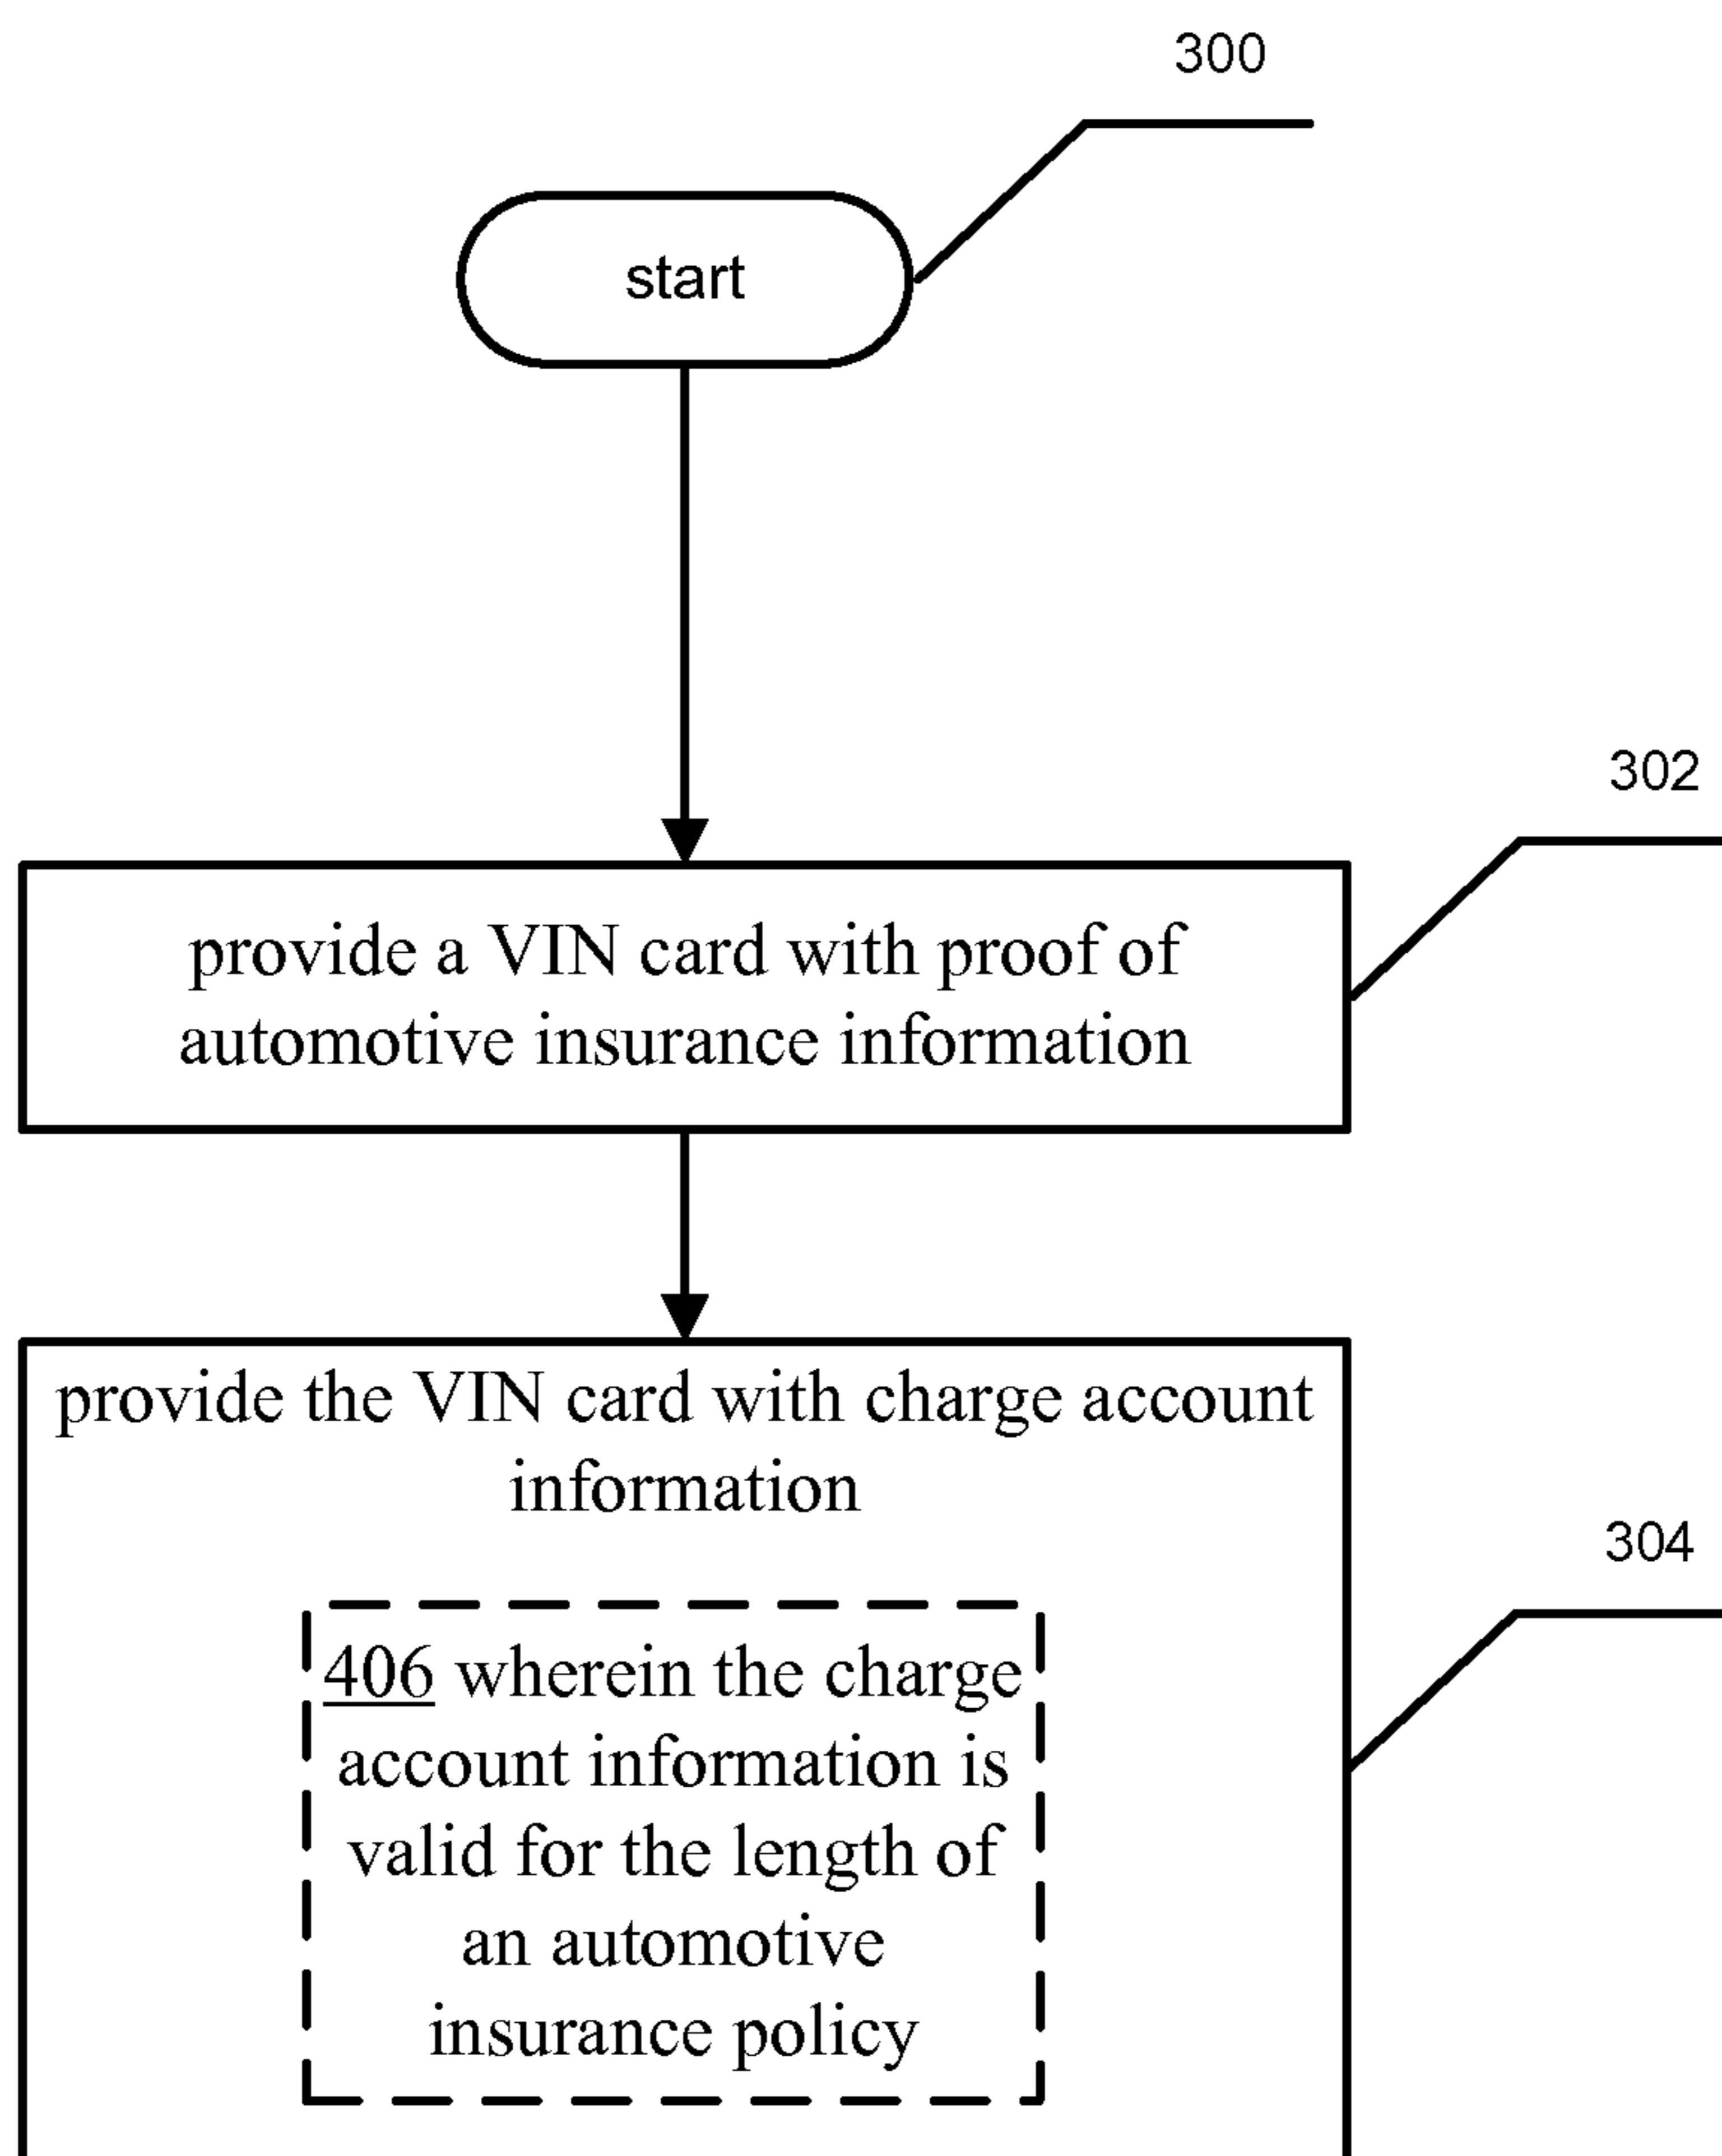 300
start
302
provide a VIN card with proof of
automotive insurance information
provide the VIN card with charge account
information
304
406 wherein the charge
account information is
valid for the length of
an automotive
insurance policy